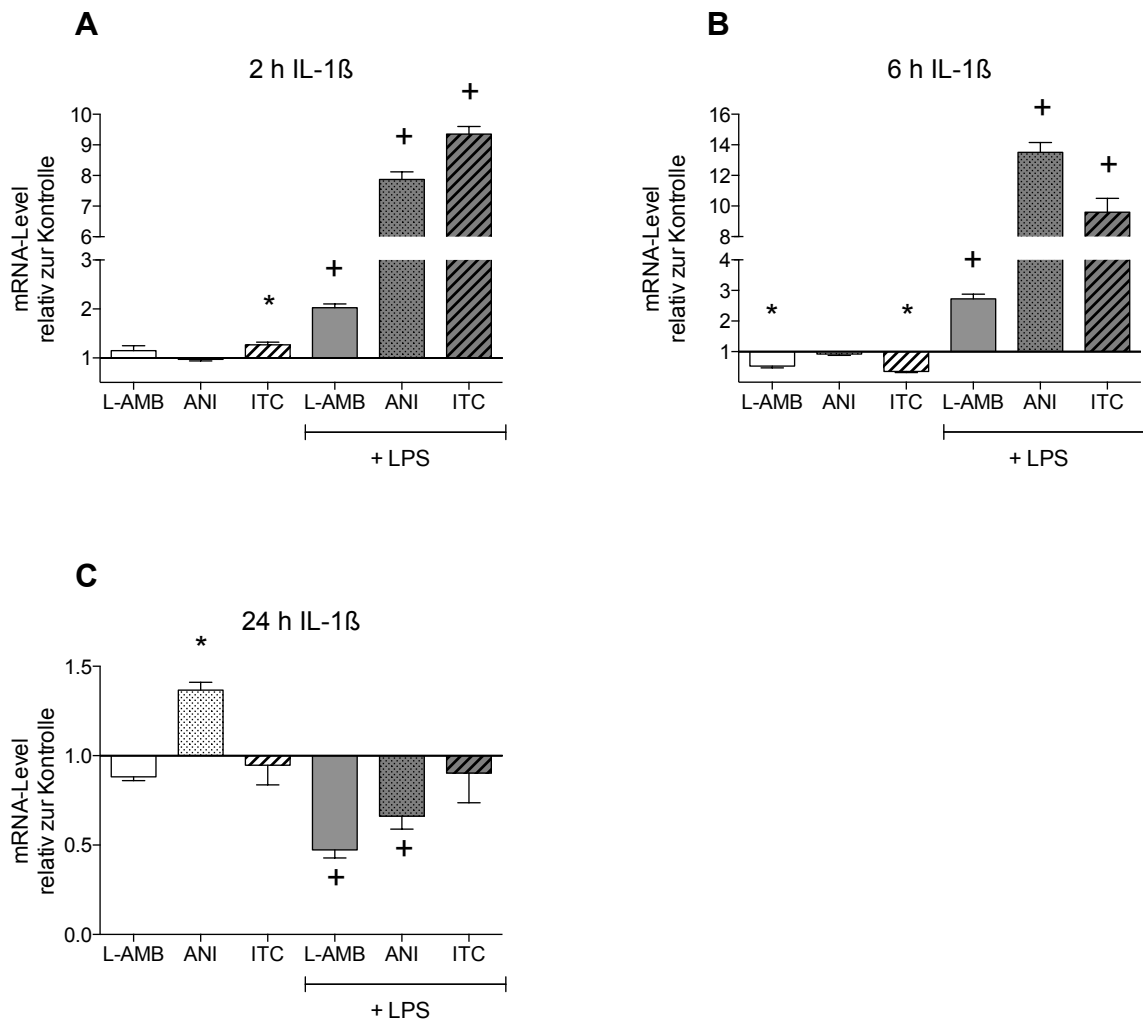 A
2 h IL-1ß
mRNA-Level
relativ zur Kontrolle
10
9
8
7
6
3
2
1
+
+
+
*
L-AMB ANI ITC L-AMB ANI ITC
+ LPS
B
6 h IL-1ß
mRNA-Level
relativ zur Kontrolle
16
14
12
10
8
4
3
2
1
*
*
+
+
+
L-AMB ANI ITC L-AMB ANI ITC
+ LPS
C
24 h IL-1ß
mRNA-Level
relativ zur Kontrolle
1.5
1.0
0.5
0.0
*
+
+
L-AMB ANI ITC L-AMB ANI ITC
+ LPS